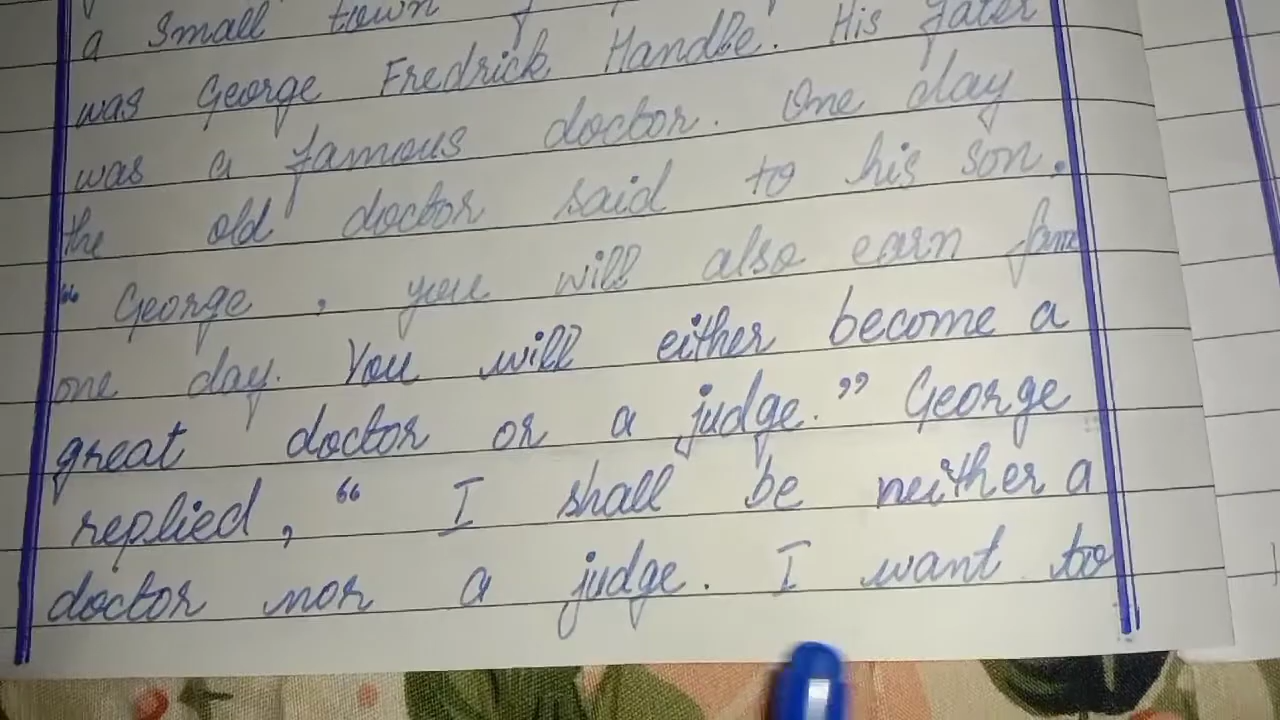 a small town
was George Fredrick Handle. His fater
was a famous doctor. One day
the old doctor said to his son.
“ George , you will also earn fame
one day. You will either become a
great doctor or a judge.” George
replied, “ I shall be neither a
doctor nor a judge. I want to